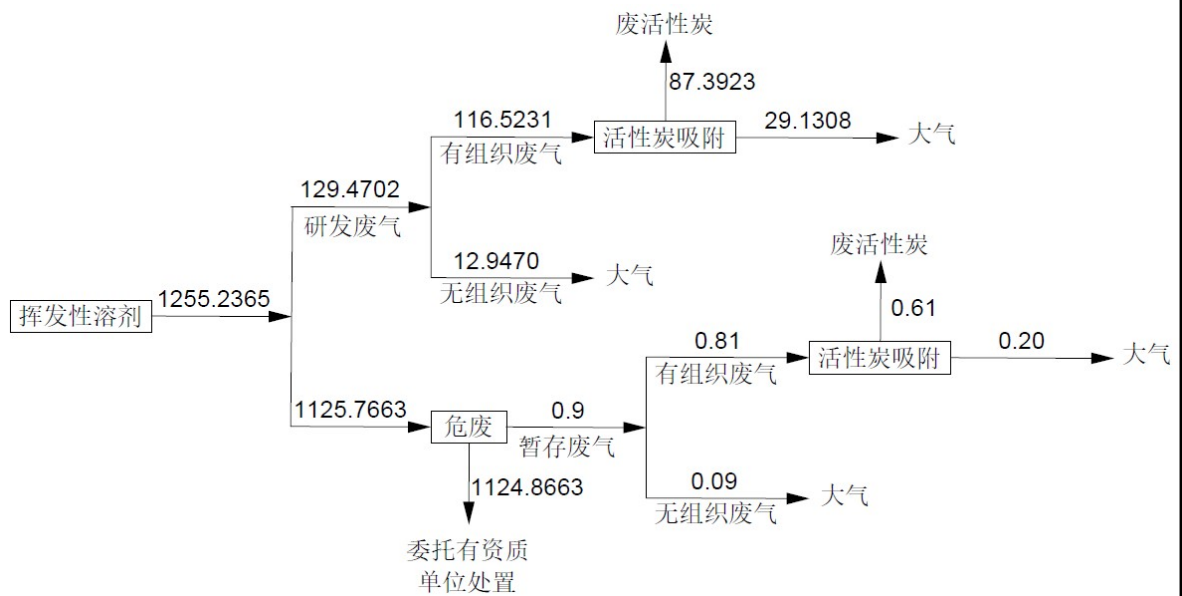 废活性炭
87.3923
116.5231
有组织废气
活性炭吸附
29.1308
大气
129.4702
研发废气
12.9470
无组织废气
大气
挥发性溶剂
1255.2365
废活性炭
0.61
0.81
有组织废气
活性炭吸附
0.20
大气
1125.7663
危废
0.9
暂存废气
0.09
无组织废气
大气
1124.8663
委托有资质
单位处置